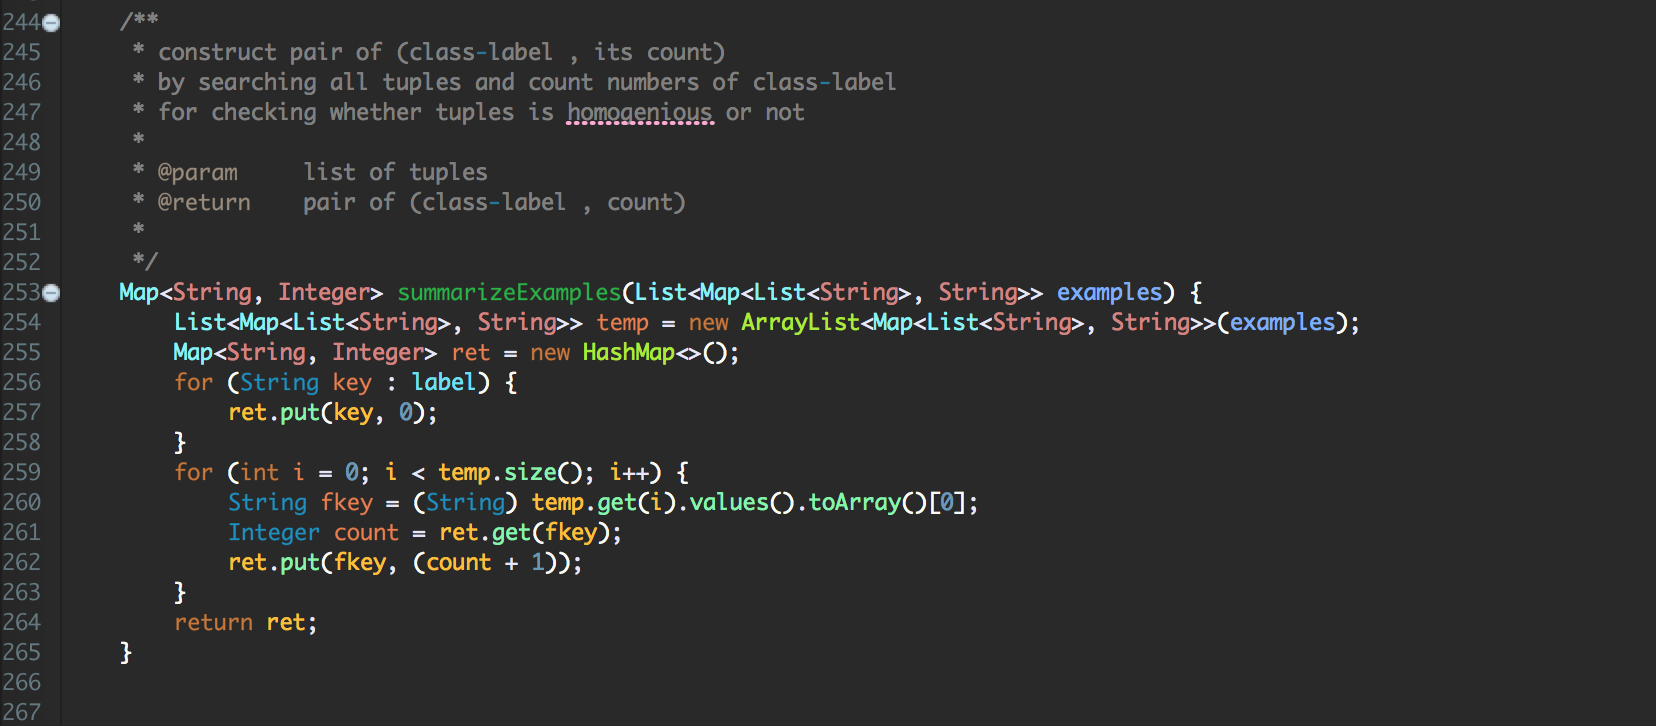 244 /**
245 * construct pair of (class-label , its count)
246 * by searching all tuples and count numbers of class-label
247 * for checking whether tuples is homogenious or not
248 *
249 * @param     list of tuples
250 * @return    pair of (class-label , count)
251 *
252 */
253 Map<String, Integer> summarizeExamples(List<Map<List<String>, String>> examples) {
254     List<Map<List<String>, String>> temp = new ArrayList<Map<List<String>, String>>(examples);
255     Map<String, Integer> ret = new HashMap<>();
256     for (String key : label) {
257         ret.put(key, 0);
258     }
259     for (int i = 0; i < temp.size(); i++) {
260         String fkey = (String) temp.get(i).values().toArray()[0];
261         Integer count = ret.get(fkey);
262         ret.put(fkey, (count + 1));
263     }
264     return ret;
265 }
266
267